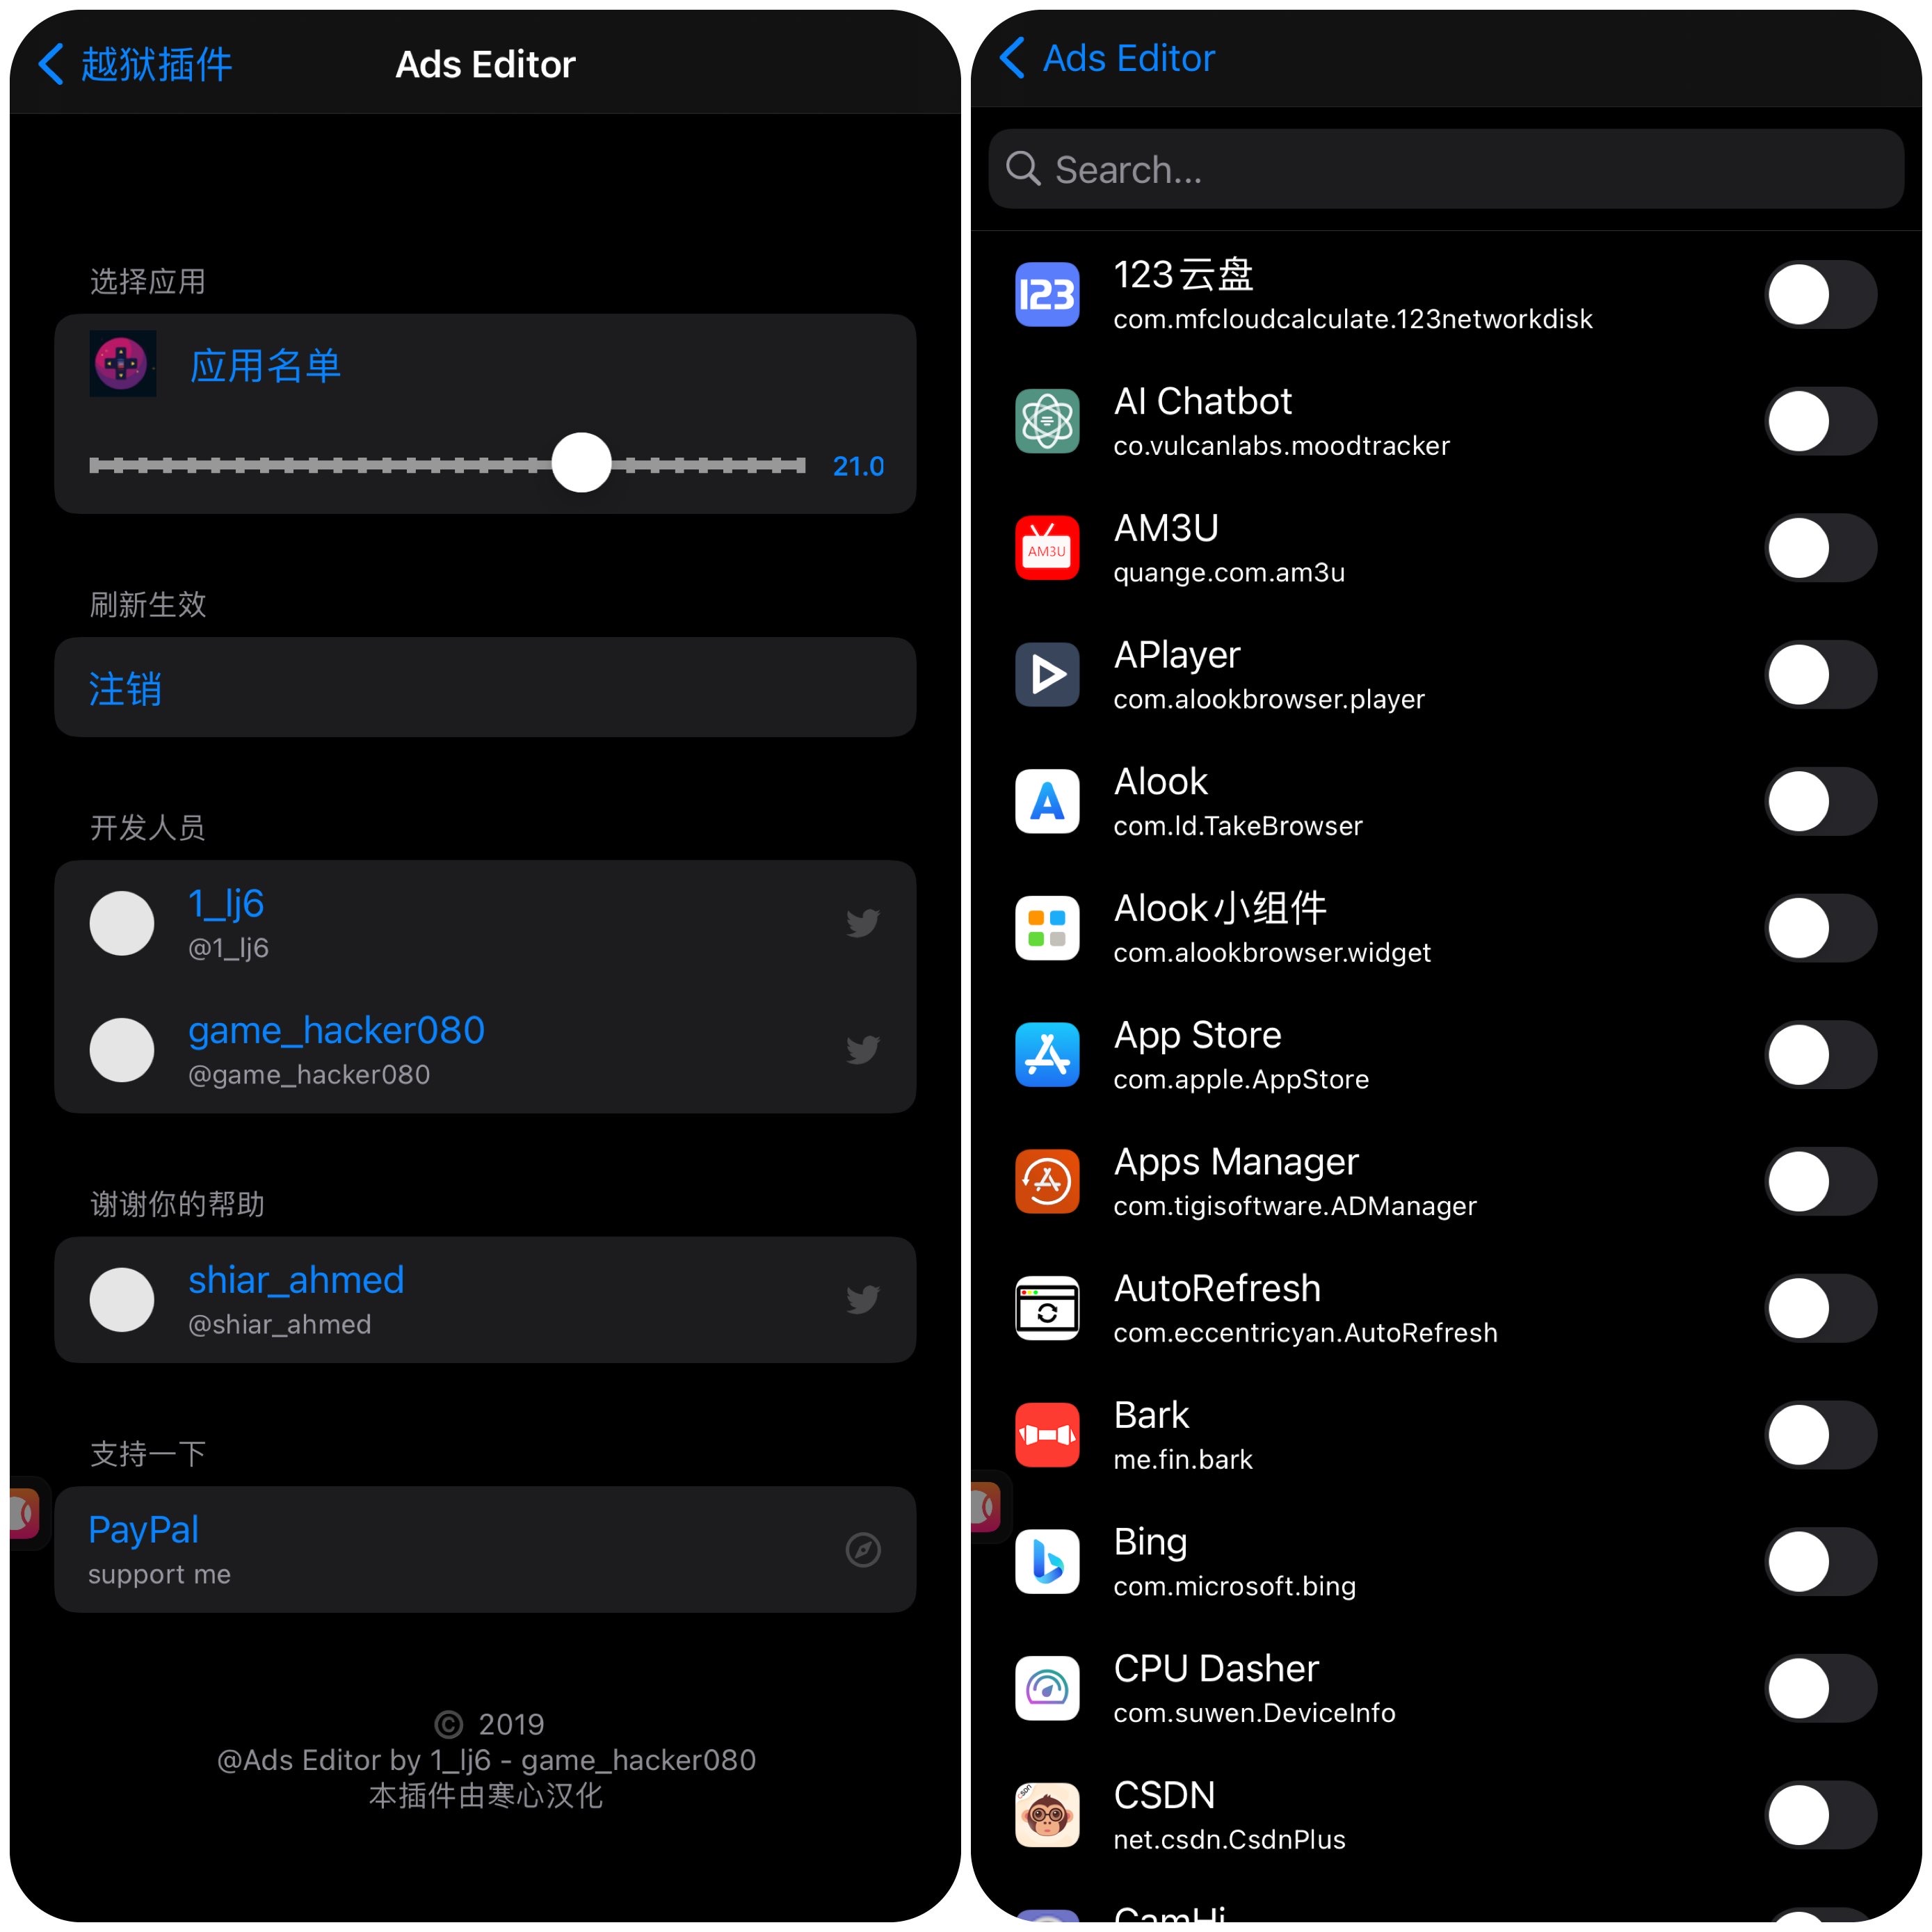 越狱插件
Ads Editor
选择应用
应用名单
21.0
刷新生效
注销
开发人员
1_lj6
@1_lj6
game_hacker080
@game_hacker080
谢谢你的帮助
shiar_ahmed
@shiar_ahmed
支持一下
PayPal
support me
© 2019
@Ads Editor by 1_lj6 - game_hacker080
本插件由寒心汉化
Ads Editor
Search...
123
123云盘
com.mfcloudcalculate.123networkdisk
AI Chatbot
co.vulcanlabs.moodtracker
AM3U
AM3U
quange.com.am3u
APlayer
com.alookbrowser.player
Alook
com.ld.TakeBrowser
Alook小组件
com.alookbrowser.widget
App Store
com.apple.AppStore
Apps Manager
com.tigisoftware.ADManager
AutoRefresh
com.eccentricyan.AutoRefresh
Bark
me.fin.bark
Bing
com.microsoft.bing
CPU Dasher
com.suwen.DeviceInfo
CSDN
net.csdn.CsdnPlus
CamHi